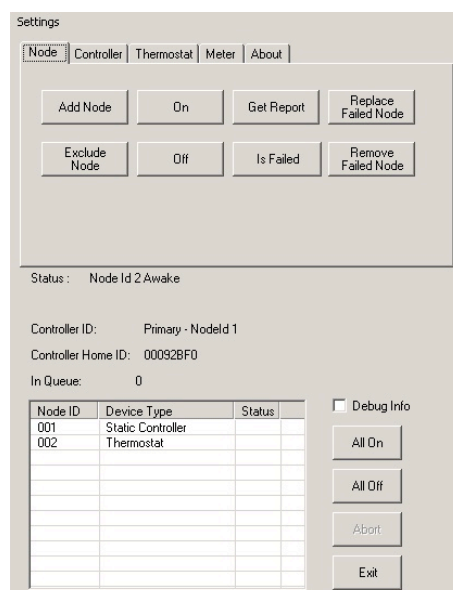 Settings
Node Controller Thermostat Meter About
Add Node On Get Report Replace Failed Node
Exclude Node Off Is Failed Remove Failed Node
Status : Node Id 2 Awake
Controller ID: Primary - NodeId 1
Controller Home ID: 00092BF0
In Queue: 0
Node ID Device Type Status
001 Static Controller
002 Thermostat
Debug Info
All On
All Off
Abort
Exit